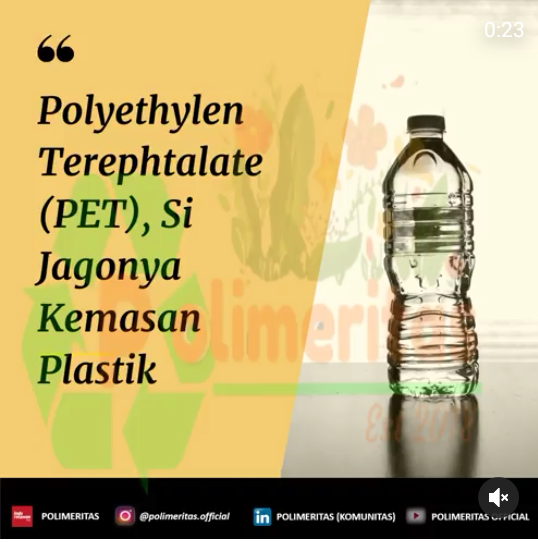 0:23
“
Polyethylen
Terephtalate
(PET), Si
Jagonya
Kemasan
Plastik
Polimeritas
POLIMERITAS @polimeritas.official POLIMERITAS (KOMUNITAS) POLIMERITAS OFFICIAL